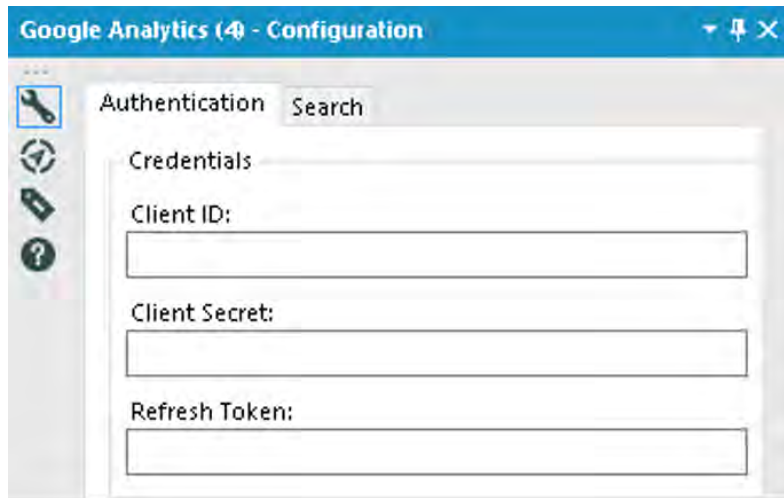 Google Analytics (4) - Configuration
Authentication Search
Credentials
Client ID:
Client Secret:
Refresh Token: